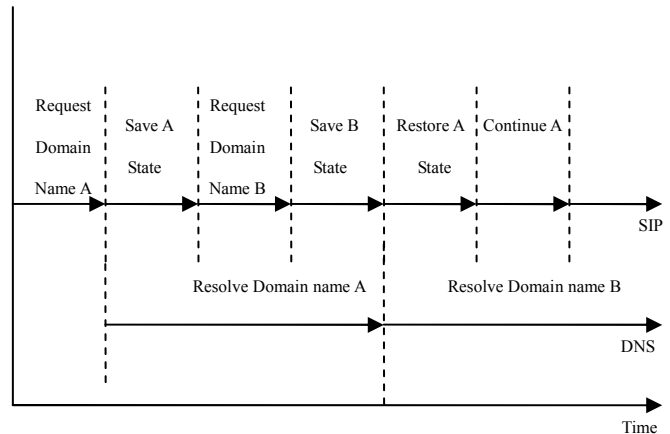 Request
Domain
Name A
Save A
State
Request
Domain
Name B
Save B
State
Restore A
State
Continue A
SIP
Resolve Domain name A
Resolve Domain name B
DNS
Time